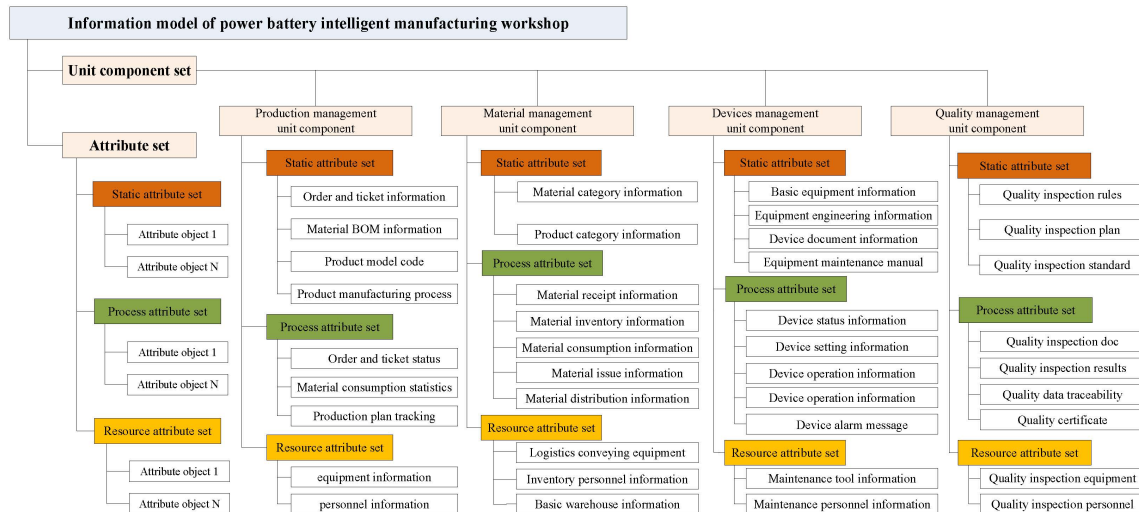 Information model of power battery intelligent manufacturing workshop
Unit component set
Attribute set
Static attribute set
Attribute object 1
Attribute object N
Process attribute set
Attribute object 1
Attribute object N
Resource attribute set
Attribute object 1
Attribute object N
Production management
unit component
Static attribute set
Order and ticket information
Material BOM information
Product model code
Product manufacturing process
Process attribute set
Order and ticket status
Material consumption statistics
Production plan tracking
Resource attribute set
equipment information
personnel information
Material management
unit component
Static attribute set
Material category information
Product category information
Process attribute set
Material receipt information
Material inventory information
Material consumption information
Material issue information
Material distribution information
Resource attribute set
Logistics conveying equipment
Inventory personnel information
Basic warehouse information
Devices management
unit component
Static attribute set
Basic equipment information
Equipment engineering information
Device document information
Equipment maintenance manual
Process attribute set
Device status information
Device setting information
Device operation information
Device operation information
Device alarm message
Resource attribute set
Maintenance tool information
Maintenance personnel information
Quality management
unit component
Static attribute set
Quality inspection rules
Quality inspection plan
Quality inspection standard
Process attribute set
Quality inspection doc
Quality inspection results
Quality data traceability
Quality certificate
Resource attribute set
Quality inspection equipment
Quality inspection personnel